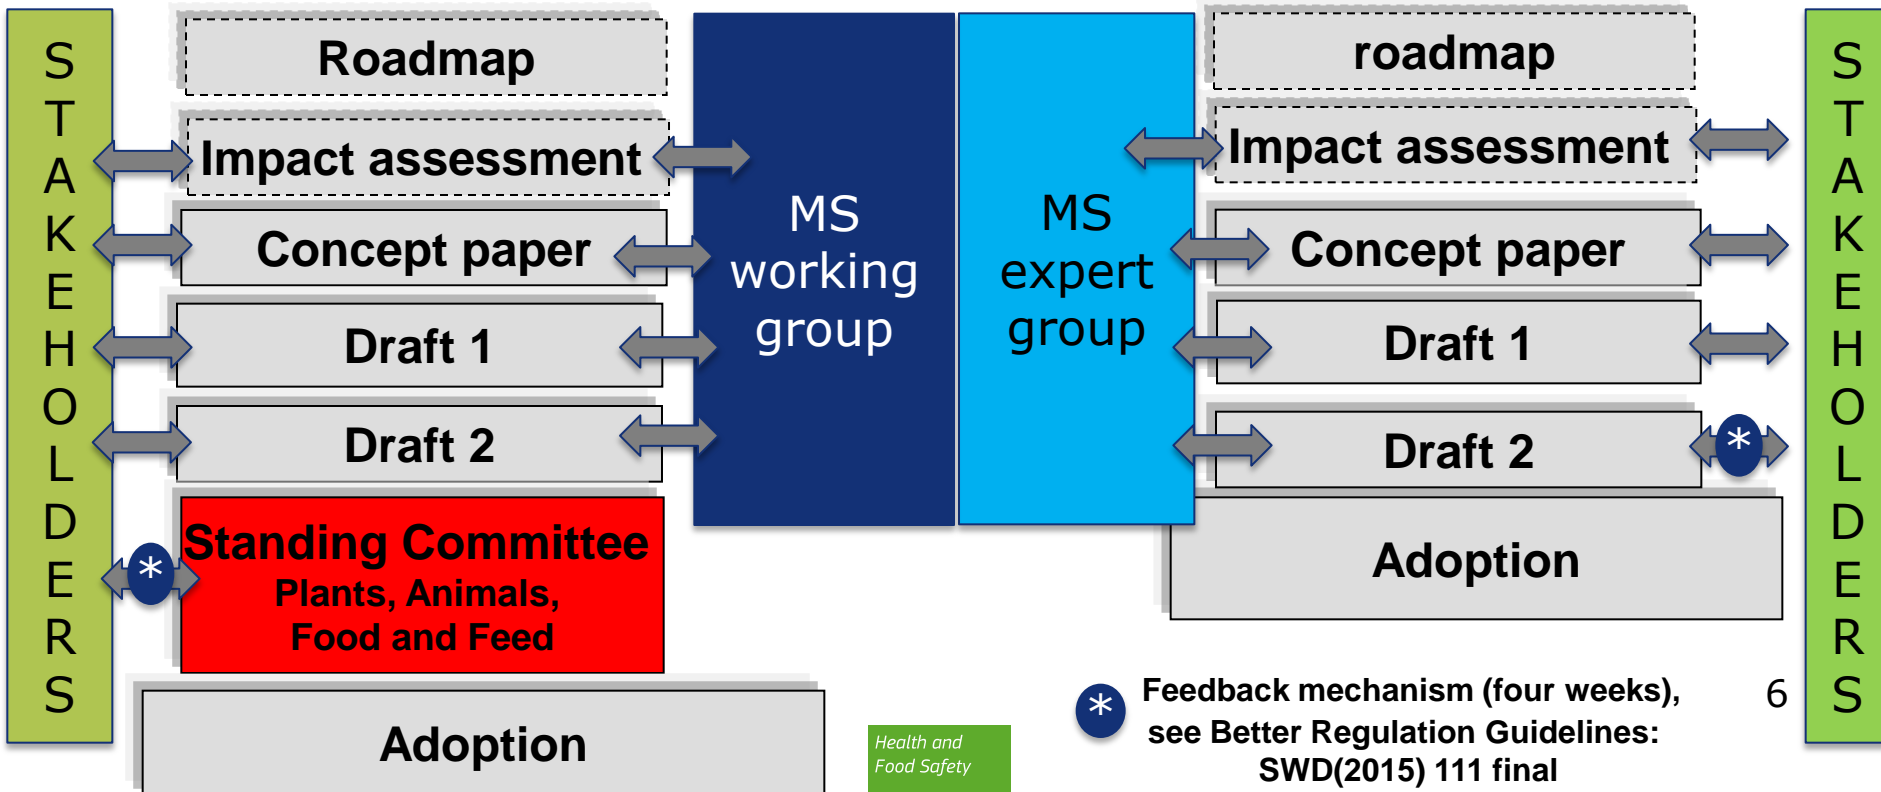 STAKEHOLDERS
Roadmap
Impact assessment
Concept paper
Draft 1
Draft 2
Standing Committee
Plants, Animals,
Food and Feed
*
Adoption
MS
working
group
MS
expert
group
roadmap
Impact assessment
Concept paper
Draft 1
Draft 2
*
Adoption
STAKEHOLDERS
Health and
Food Safety
*
Feedback mechanism (four weeks),
see Better Regulation Guidelines:
SWD(2015) 111 final
6